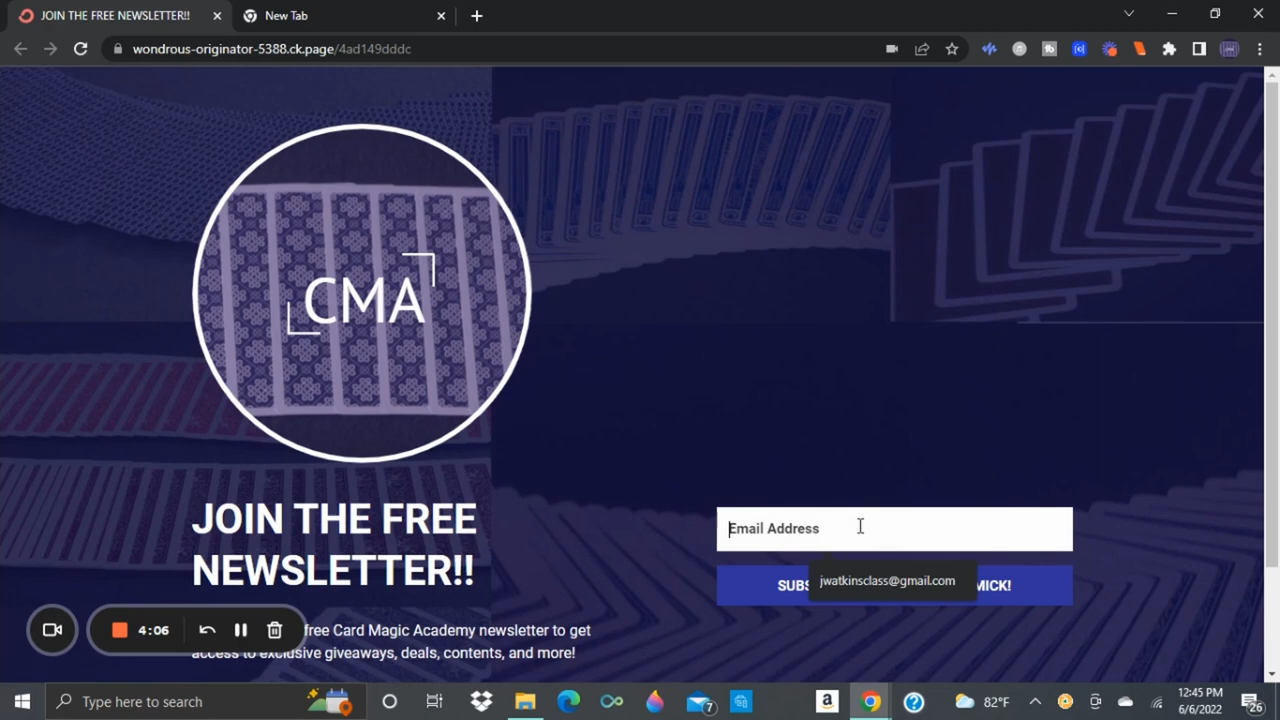 JOIN THE FREE NEWSLETTER!!
New Tab
wondrous-originator-5388.ck.page/4ad149dddc
CMA
JOIN THE FREE
NEWSLETTER!!
Email Address
jwatkinsclass@gmail.com
MICK!
4:06
free Card Magic Academy newsletter to get
access to exclusive giveaways, deals, contents, and more!
Type here to search
7
82°F
12:45 PM
6/6/2022
26